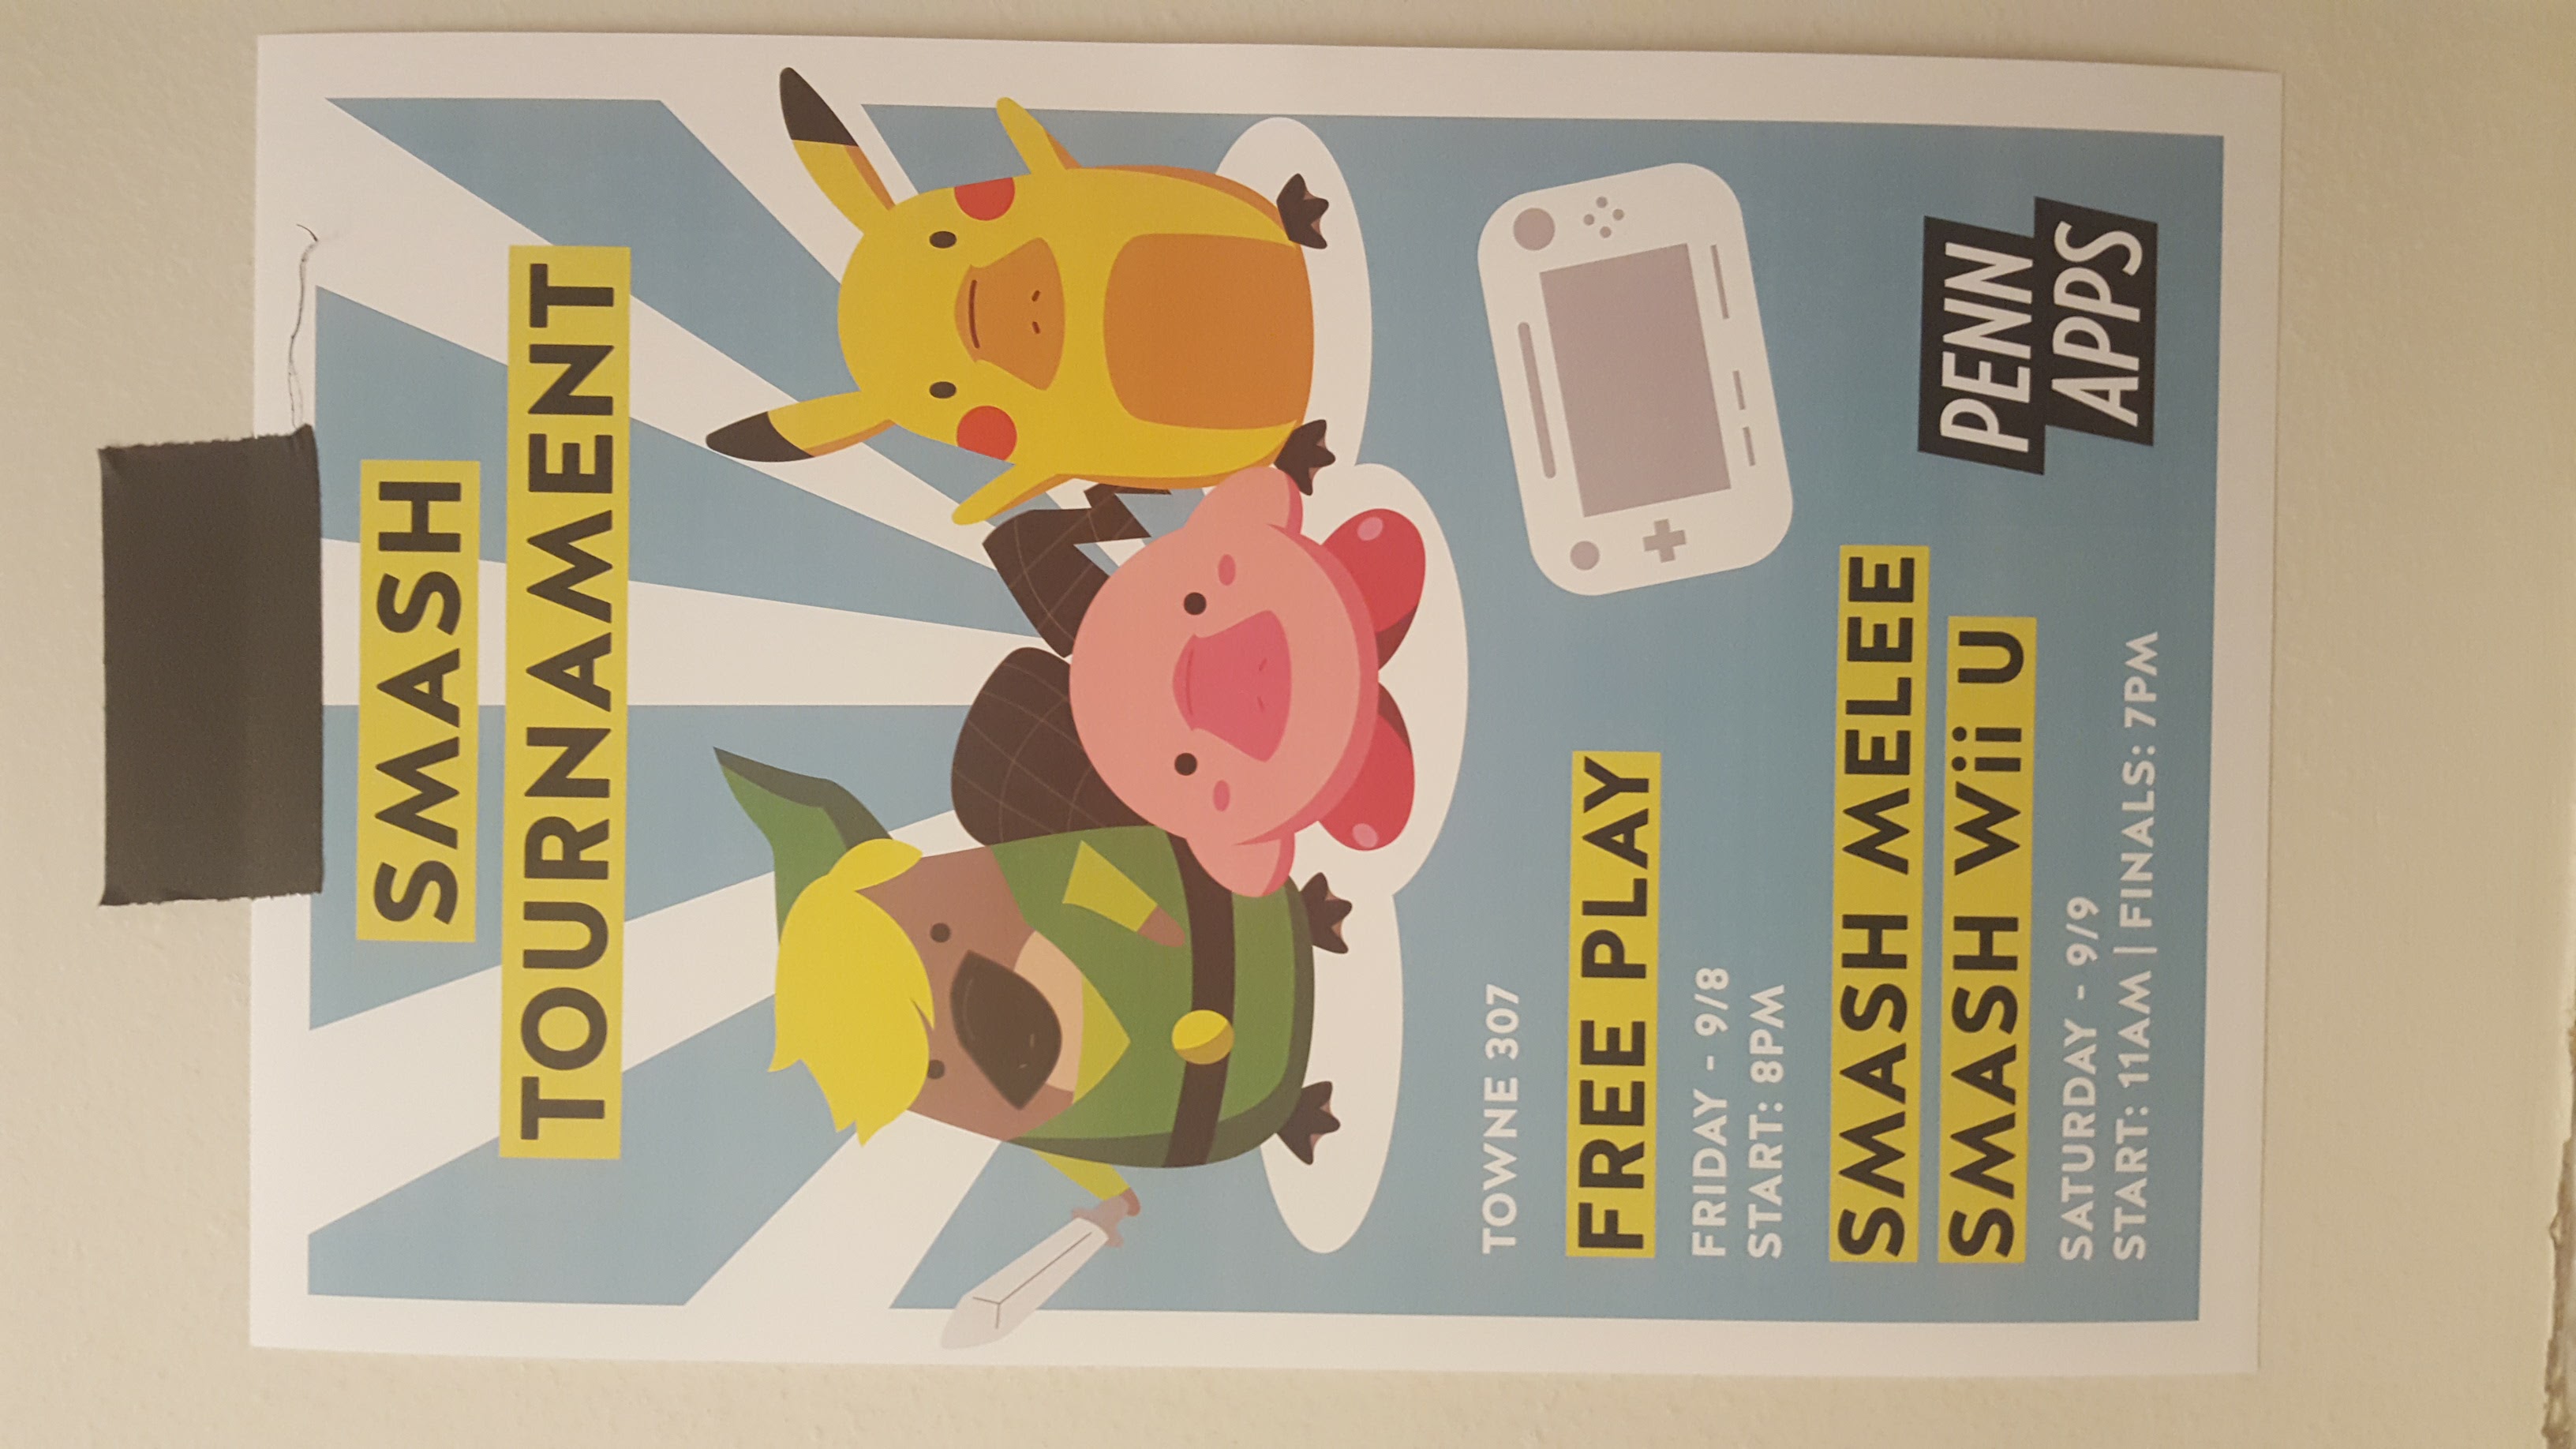 SMASH
TOURNAMENT
TOWNE 307
FREE PLAY
FRIDAY - 9/8
START: 8PM
SMASH MELEE
SMASH Wii U
SATURDAY - 9/9
START: 11AM | FINALS: 7PM
PENN
APPS